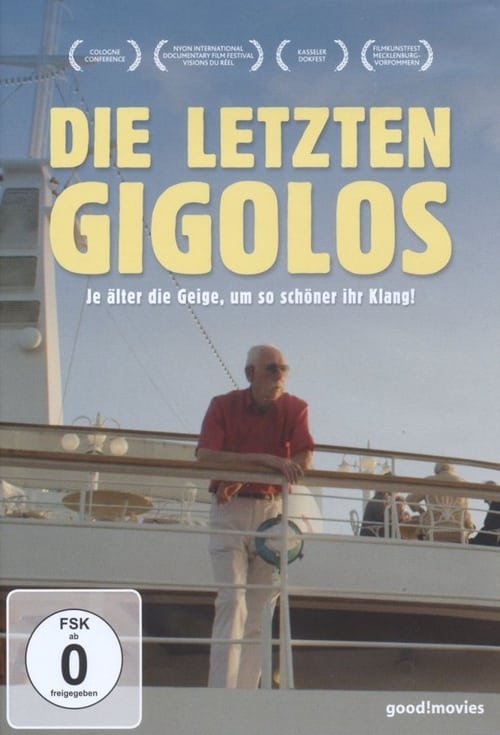 COLOGNE
CONFERENCE
NYON INTERNATIONAL
DOCUMENTARY FILM FESTIVAL
VISIONS DU RÉEL
KASSELER
DOKFEST
FILMKUNSTFEST
MECKLENBURG-
VORPOMMERN
DIE LETZTEN
GIGOLOS
Je älter die Geige, um so schöner ihr Klang!
FSK
ab
0
freigegeben
good!movies